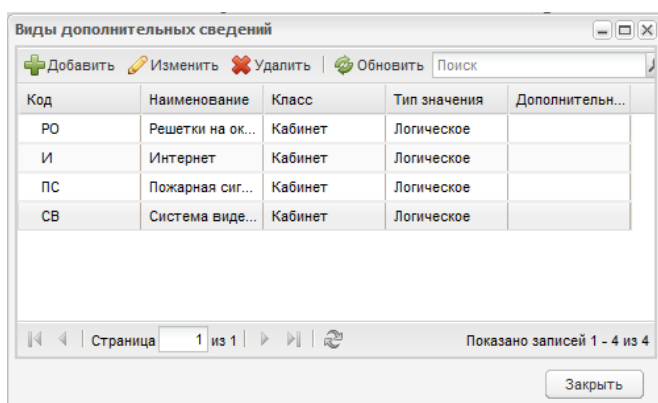 Виды дополнительных сведений
Добавить Изменить Удалить Обновить Поиск
Код Наименование Класс Тип значения Дополнительн...
РО Решетки на ок... Кабинет Логическое
И Интернет Кабинет Логическое
ПС Пожарная сиг... Кабинет Логическое
СВ Система виде... Кабинет Логическое
Страница 1 из 1 Показано записей 1 - 4 из 4
Закрыть